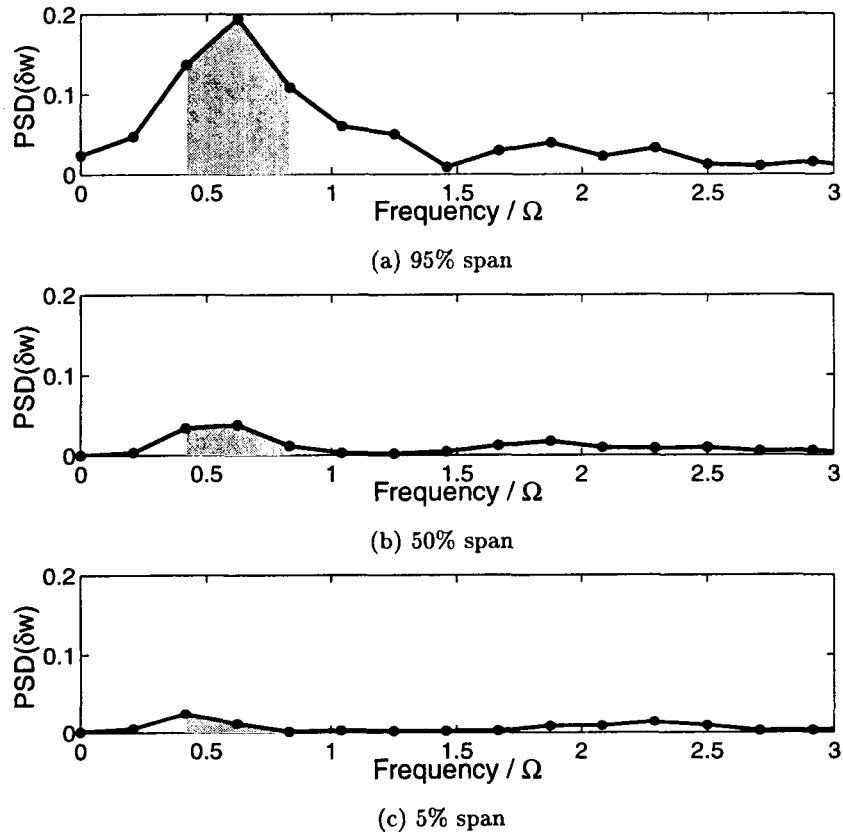 0.2
0.1
0
PSD(δw)
0 0.5 1 1.5 2 2.5 3
Frequency / Ω
(a) 95% span
0.2
0.1
0
PSD(δw)
0 0.5 1 1.5 2 2.5 3
Frequency / Ω
(b) 50% span
0.2
0.1
0
PSD(δw)
0 0.5 1 1.5 2 2.5 3
Frequency / Ω
(c) 5% span